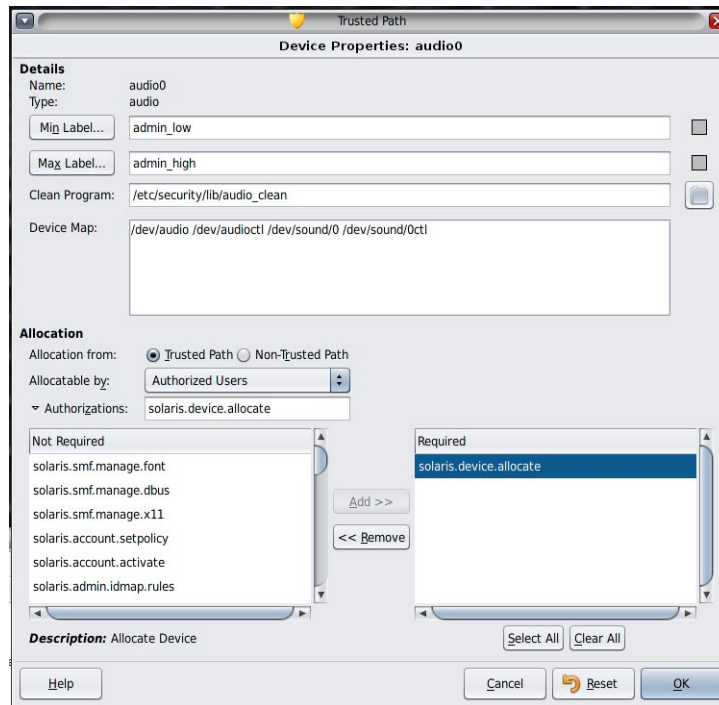 Trusted Path
Device Properties: audio0
Details
Name: audio0
Type: audio
Min Label... admin_low
Max Label... admin_high
Clean Program: /etc/security/lib/audio_clean
Device Map: /dev/audio /dev/audioctl /dev/sound/0 /dev/sound/0ctl
Allocation
Allocation from: Trusted Path Non-Trusted Path
Allocatable by: Authorized Users
Authorizations: solaris.device.allocate
Not Required Required
solaris.smf.manage.font solaris.device.allocate
solaris.smf.manage.dbus
solaris.smf.manage.x11
Add >>
solaris.account.setpolicy
<< Remove
solaris.account.activate
solaris.admin.idmap.rules
Description: Allocate Device Select All Clear All
Help Cancel Reset OK